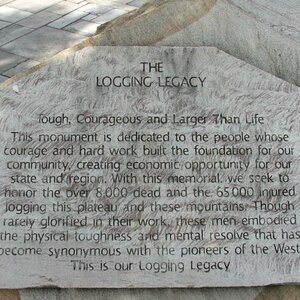 THE
LOGGING LEGACY
Tough, Courageous and Larger Than Life
This monument is dedicated to the people whose
courage and hard work built the foundation for our
community, creating economic opportunity for our
state and region. With this memorial, we seek to
honor the over 8,000 dead and the 65,000 injured
logging this plateau and these mountains. Though
rarely glorified in their work, these men embodied
the physical toughness and mental resolve that has
become synonymous with the pioneers of the West.
This is our Logging Legacy